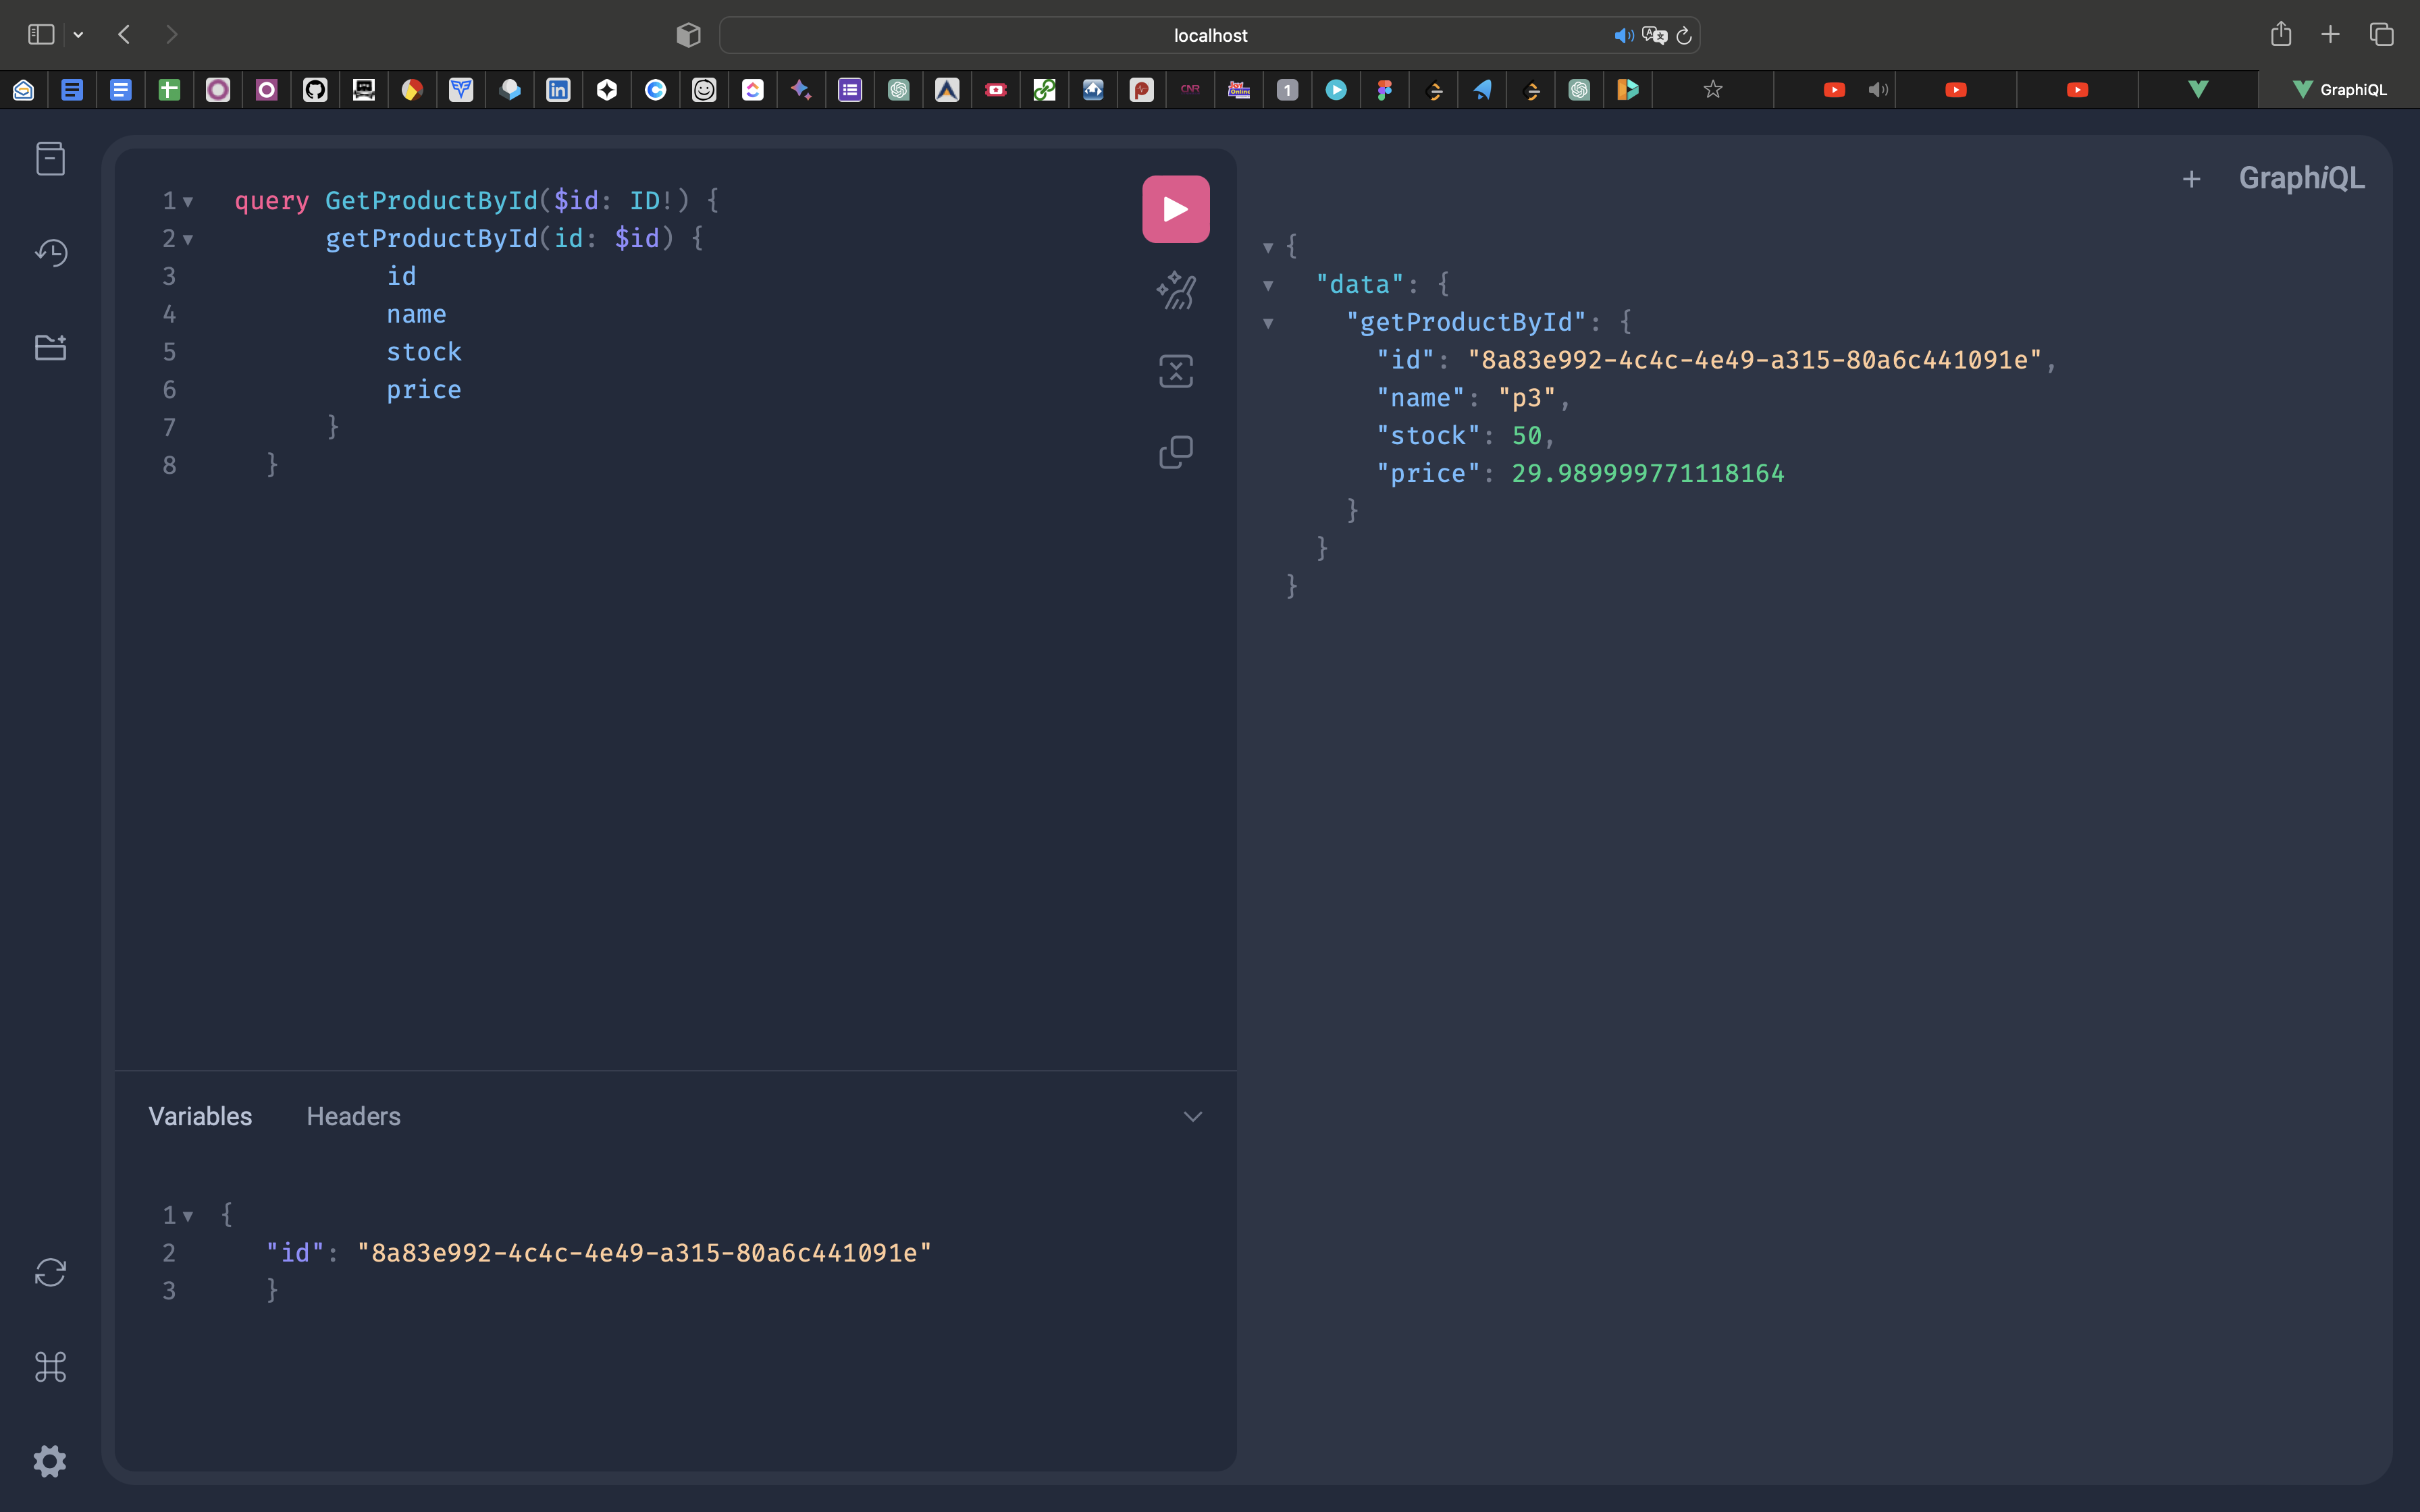 localhost
CNR
1
GraphiQL
+ GraphiQL
1 query GetProductById($id: ID!) {
2 getProductById(id: $id) {
3 id
4 name
5 stock
6 price
7 }
8 }
{
"data": {
"getProductById": {
"id": "8a83e992-4c4c-4e49-a315-80a6c441091e",
"name": "p3",
"stock": 50,
"price": 29.989999771118164
}
}
}
Variables Headers
1 {
2 "id": "8a83e992-4c4c-4e49-a315-80a6c441091e"
3 }